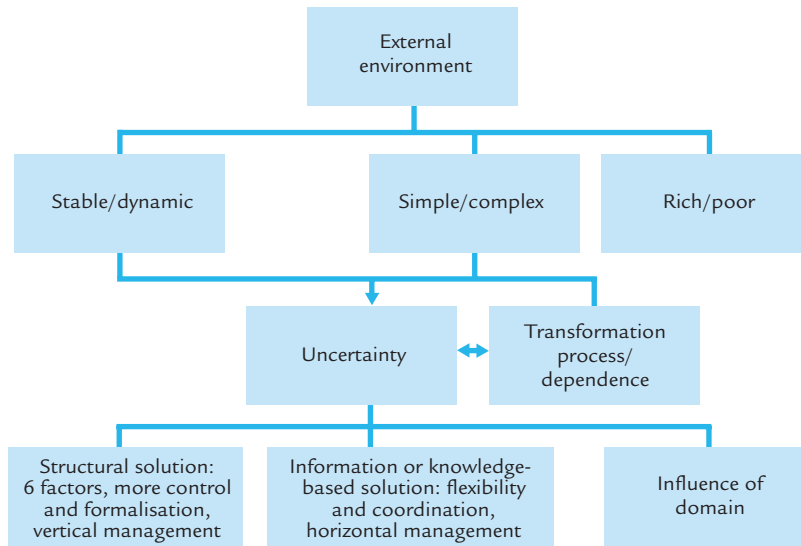 External
environment
Stable/dynamic
Simple/complex
Rich/poor
Uncertainty
Transformation
process/
dependence
Structural solution:
6 factors, more control
and formalisation,
vertical management
Information or knowledge-
based solution: flexibility
and coordination,
horizontal management
Influence of
domain